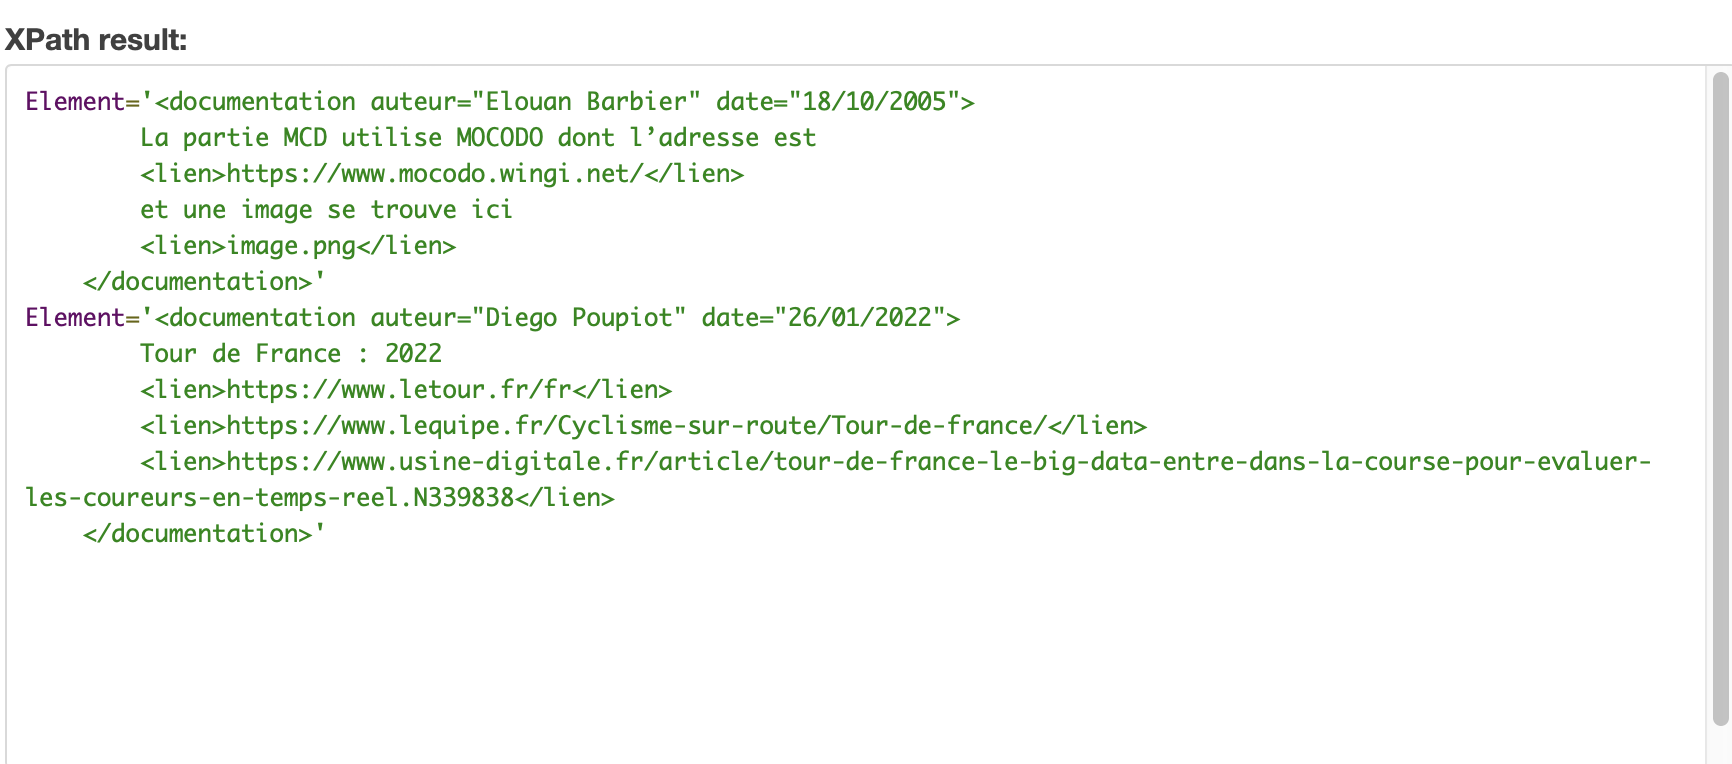 XPath result:
Element='<documentation auteur="Elouan Barbier" date="18/10/2005">
La partie MCD utilise MOCODO dont l’adresse est
<lien>https://www.mocodo.wingi.net/</lien>
et une image se trouve ici
<lien>image.png</lien>
</documentation>'
Element='<documentation auteur="Diego Poupiot" date="26/01/2022">
Tour de France : 2022
<lien>https://www.letour.fr/fr</lien>
<lien>https://www.lequipe.fr/Cyclisme-sur-route/Tour-de-france/</lien>
<lien>https://www.usine-digitale.fr/article/tour-de-france-le-big-data-entre-dans-la-course-pour-evaluer-
les-coureurs-en-temps-reel.N339838</lien>
</documentation>'